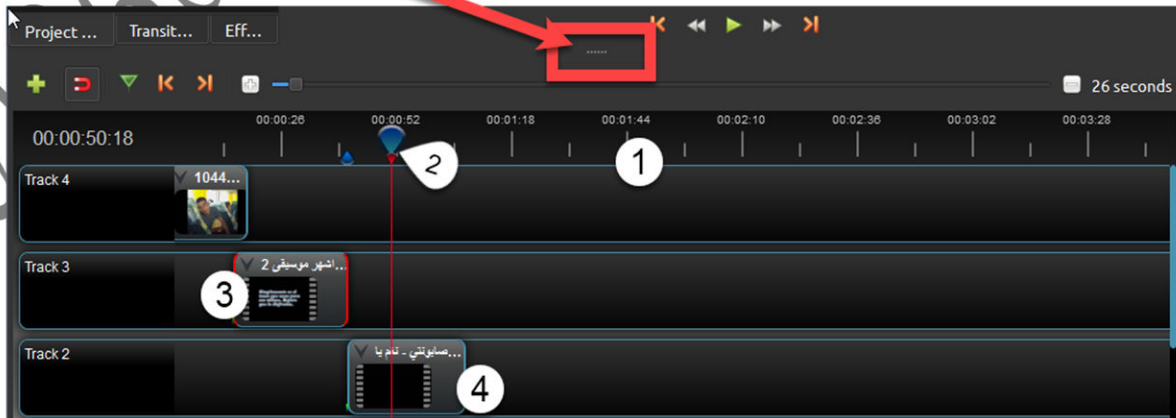 Project ... Transit... Eff...
26 seconds
00:00:50:18
00:00:26 00:00:52 00:01:18 00:01:44 00:02:10 00:02:36 00:03:02 00:03:28
2 1
Track 4 1044...
Track 3 اشهر موسيقى 2...
3
Track 2 صابونتي - نام يا...
4